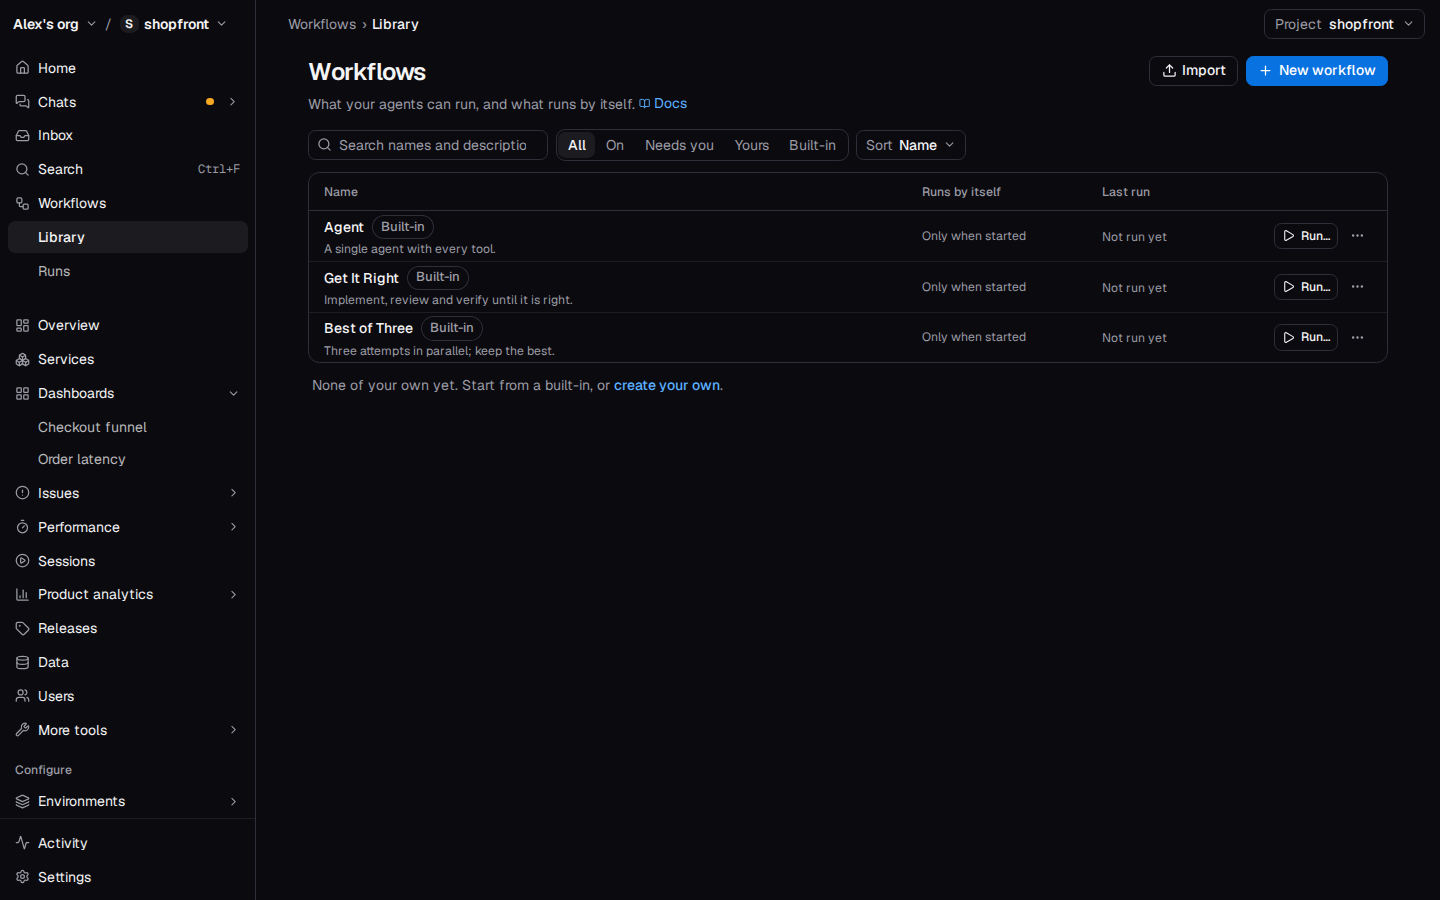 Alex's org / S shopfront
Home
Chats
Inbox
Search Ctrl+F
Workflows
Library
Runs
Overview
Services
Dashboards
Checkout funnel
Order latency
Issues
Performance
Sessions
Product analytics
Releases
Data
Users
More tools
Configure
Environments
Activity
Settings
Workflows › Library
Project shopfront
Workflows
Import
New workflow
What your agents can run, and what runs by itself. Docs
Search names and descriptio
All On Needs you Yours Built-in
Sort Name
Name Runs by itself Last run
Agent Built-in
A single agent with every tool.
Only when started Not run yet Run...
Get It Right Built-in
Implement, review and verify until it is right.
Only when started Not run yet Run...
Best of Three Built-in
Three attempts in parallel; keep the best.
Only when started Not run yet Run...
None of your own yet. Start from a built-in, or create your own.